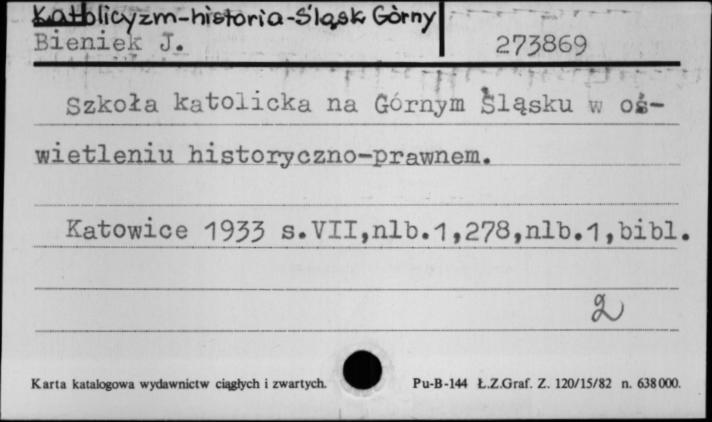 Katolicyzm-historia-Śląsk Górny
Bieniek J.
273869
Szkoła katolicka na Górnym Śląsku w oś-
wietleniu historyczno-prawnem.
Katowice 1933 s.VII,nlb.1,278,nlb.1,bibl.
2
Karta katalogowa wydawnictw ciągłych i zwartych.
Pu-B-144 Ł.Z.Graf. Z. 120/15/82 n. 638000.